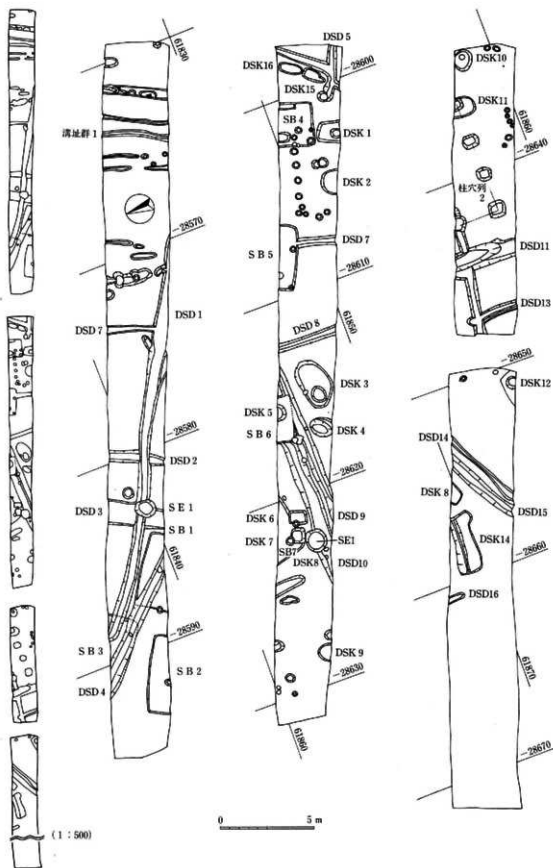 61830
溝址群 1
-28570
DSD 1
DSD 7
-28580
DSD 2
DSD 3
SE 1
SB 1
61840
-28590
SB 3
SB 2
DSD 4
(1：500)
DSD 5
DSK16
-28600
DSK15
SB 4
DSK 1
DSK 2
SB 5
DSD 7
-28610
61850
DSD 8
DSK 3
DSK 5
DSK 4
SB 6
-28620
DSK 6
DSD 9
DSK 7
SE1
SB7
DSK8
DSD10
DSK 9
-28630
61860
0 5 m
DSK10
DSK11
61860
-28640
柱穴列
2
DSD11
DSD13
-28650
DSK12
DSD14
DSK 8
DSD15
DSK14
-28660
DSD16
61870
-28670